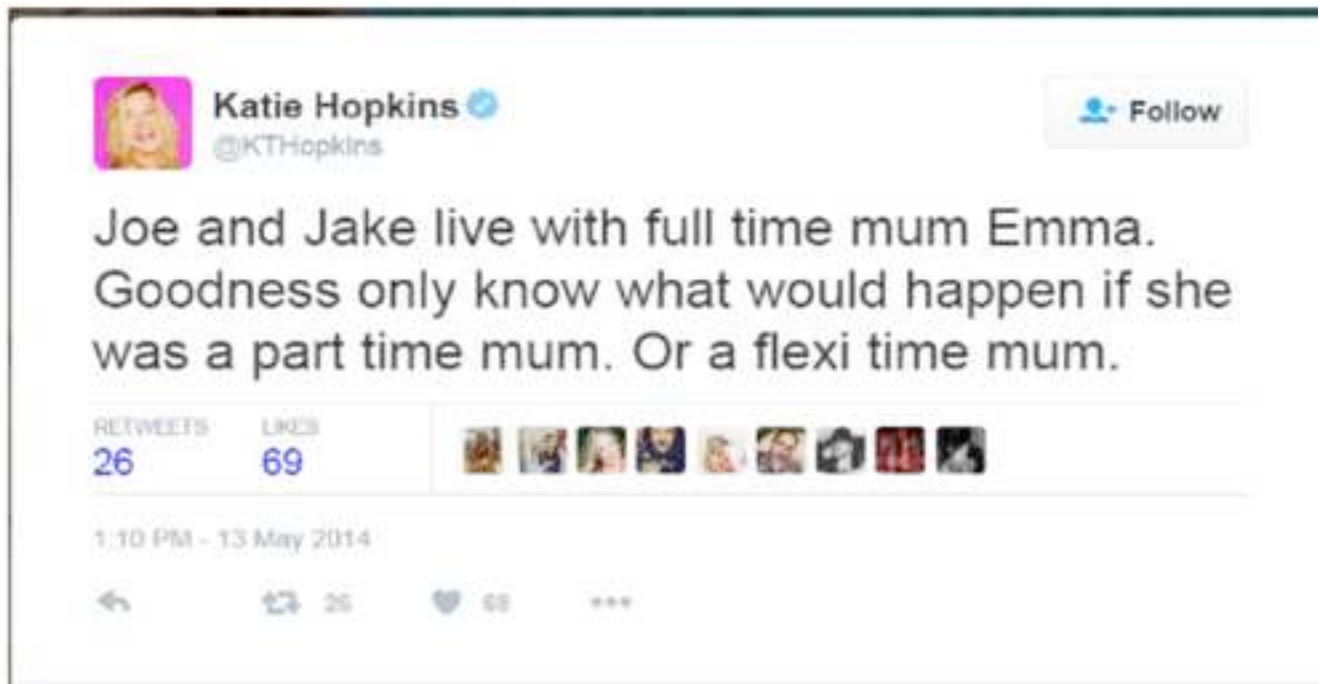 Katie Hopkins
Follow
@KTHopkins
Joe and Jake live with full time mum Emma.
Goodness only know what would happen if she
was a part time mum. Or a flexi time mum.
RETWEETS LIKES
26 69
1:10 PM - 13 May 2014
26 69